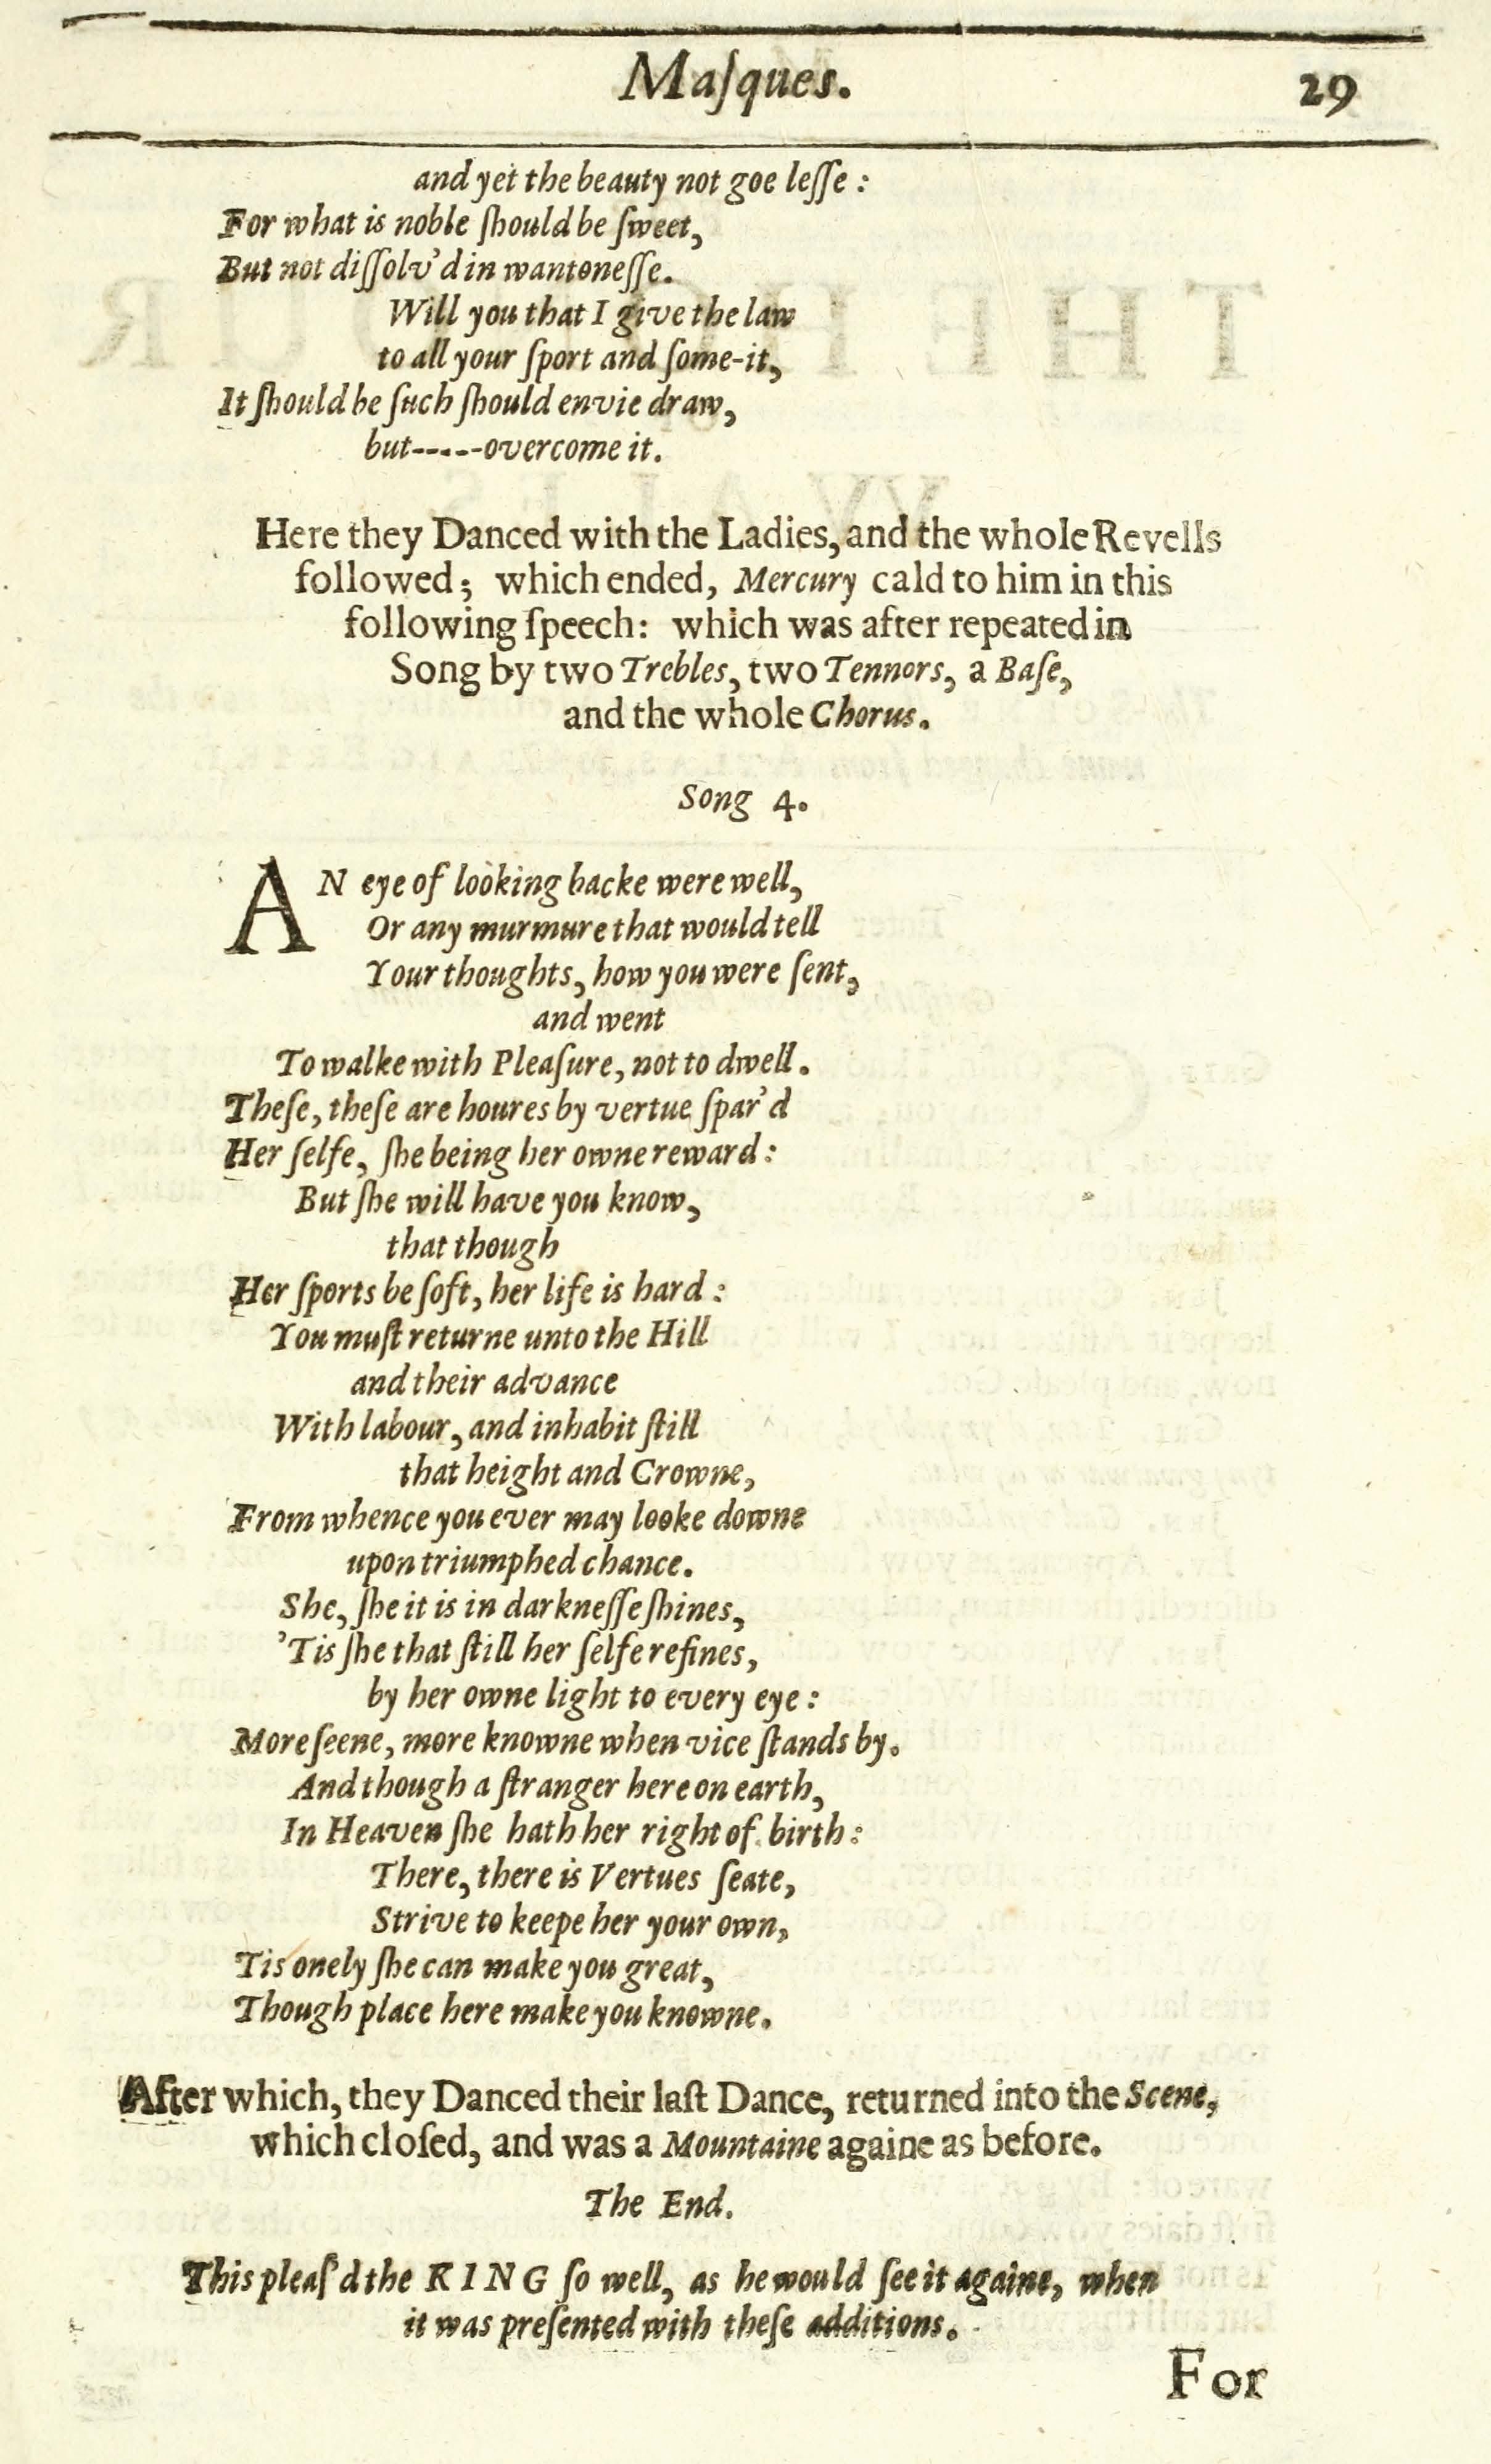 Maſques. 29
and yet the beauty not goe leſſe :
For what is noble ſhould be ſweet,
But not diſſolv'd in wantoneſſe.
Will you that I give the law
to all your ſport and ſome-it,
It ſhould be ſuch ſhould envie draw,
but-----overcome it.
Here they Danced with the Ladies, and the whole Revells
followed; which ended, Mercury cald to him in this
following ſpeech: which was after repeated in
Song by two Trebles, two Tennors, a Baſe,
and the whole Chorus.
Song 4.
AN eye of looking backe were well,
Or any murmure that would tell
Your thoughts, how you were ſent,
and went
To walke with Pleaſure, not to dwell.
Theſe, theſe are houres by vertue ſpar'd
Her ſelfe, ſhe being her owne reward:
But ſhe will have you know,
that though
Her ſports be ſoft, her life is hard :
You muſt returne unto the Hill
and their advance
With labour, and inhabit ſtill
that height and Crowne,
From whence you ever may looke downe
upon triumphed chance.
She, ſhe it is in darkneſſe ſhines,
'Tis ſhe that ſtill her ſelfe refines,
by her owne light to every eye :
More ſeene, more knowne when vice ſtands by.
And though a ſtranger here on earth,
In Heaven ſhe hath her right of birth:
There, there is Vertues ſeate,
Strive to keepe her your own,
Tis onely ſhe can make you great,
Though place here make you knowne.
After which, they Danced their laſt Dance, returned into the Scene,
which cloſed, and was a Mountaine againe as before.
The End.
This pleaſ'd the KING ſo well, as he would ſee it againe, when
it was preſented with theſe additions.
For